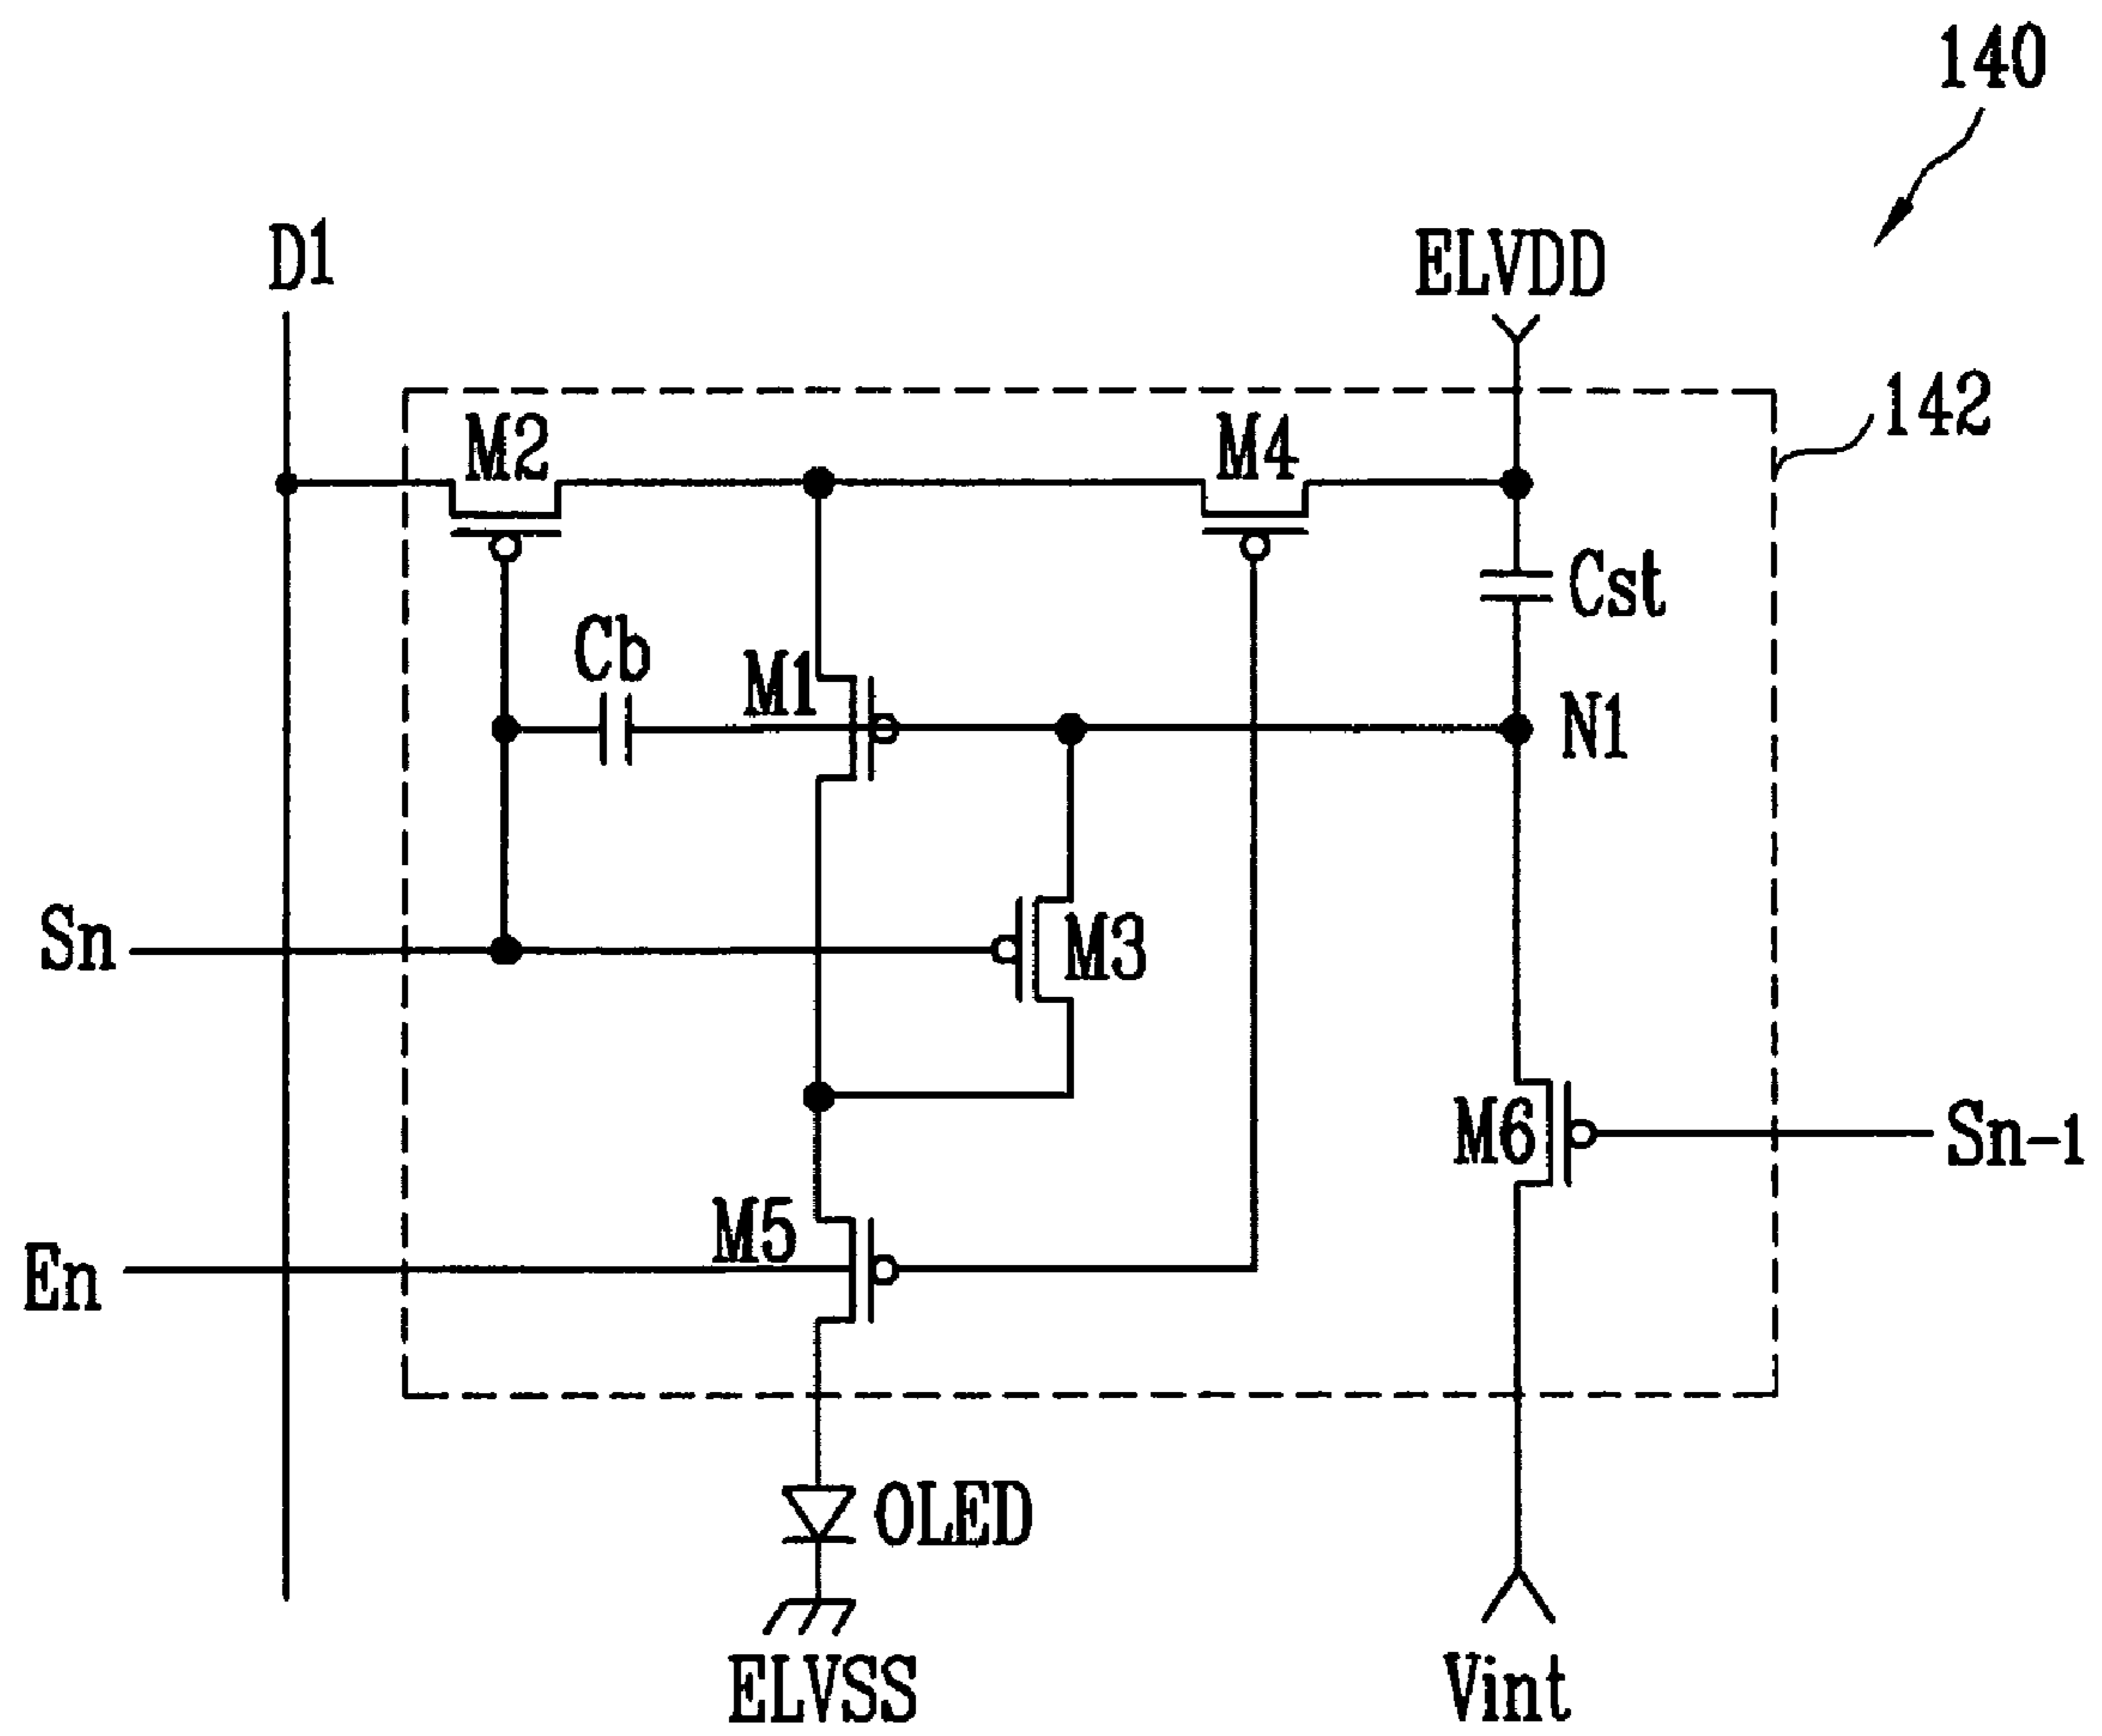 140
D1
ELVDD
142
M2
M4
Cst
Cb
M1
N1
Sn
M3
M6
Sn-1
M5
En
OLED
ELVSS
Vint